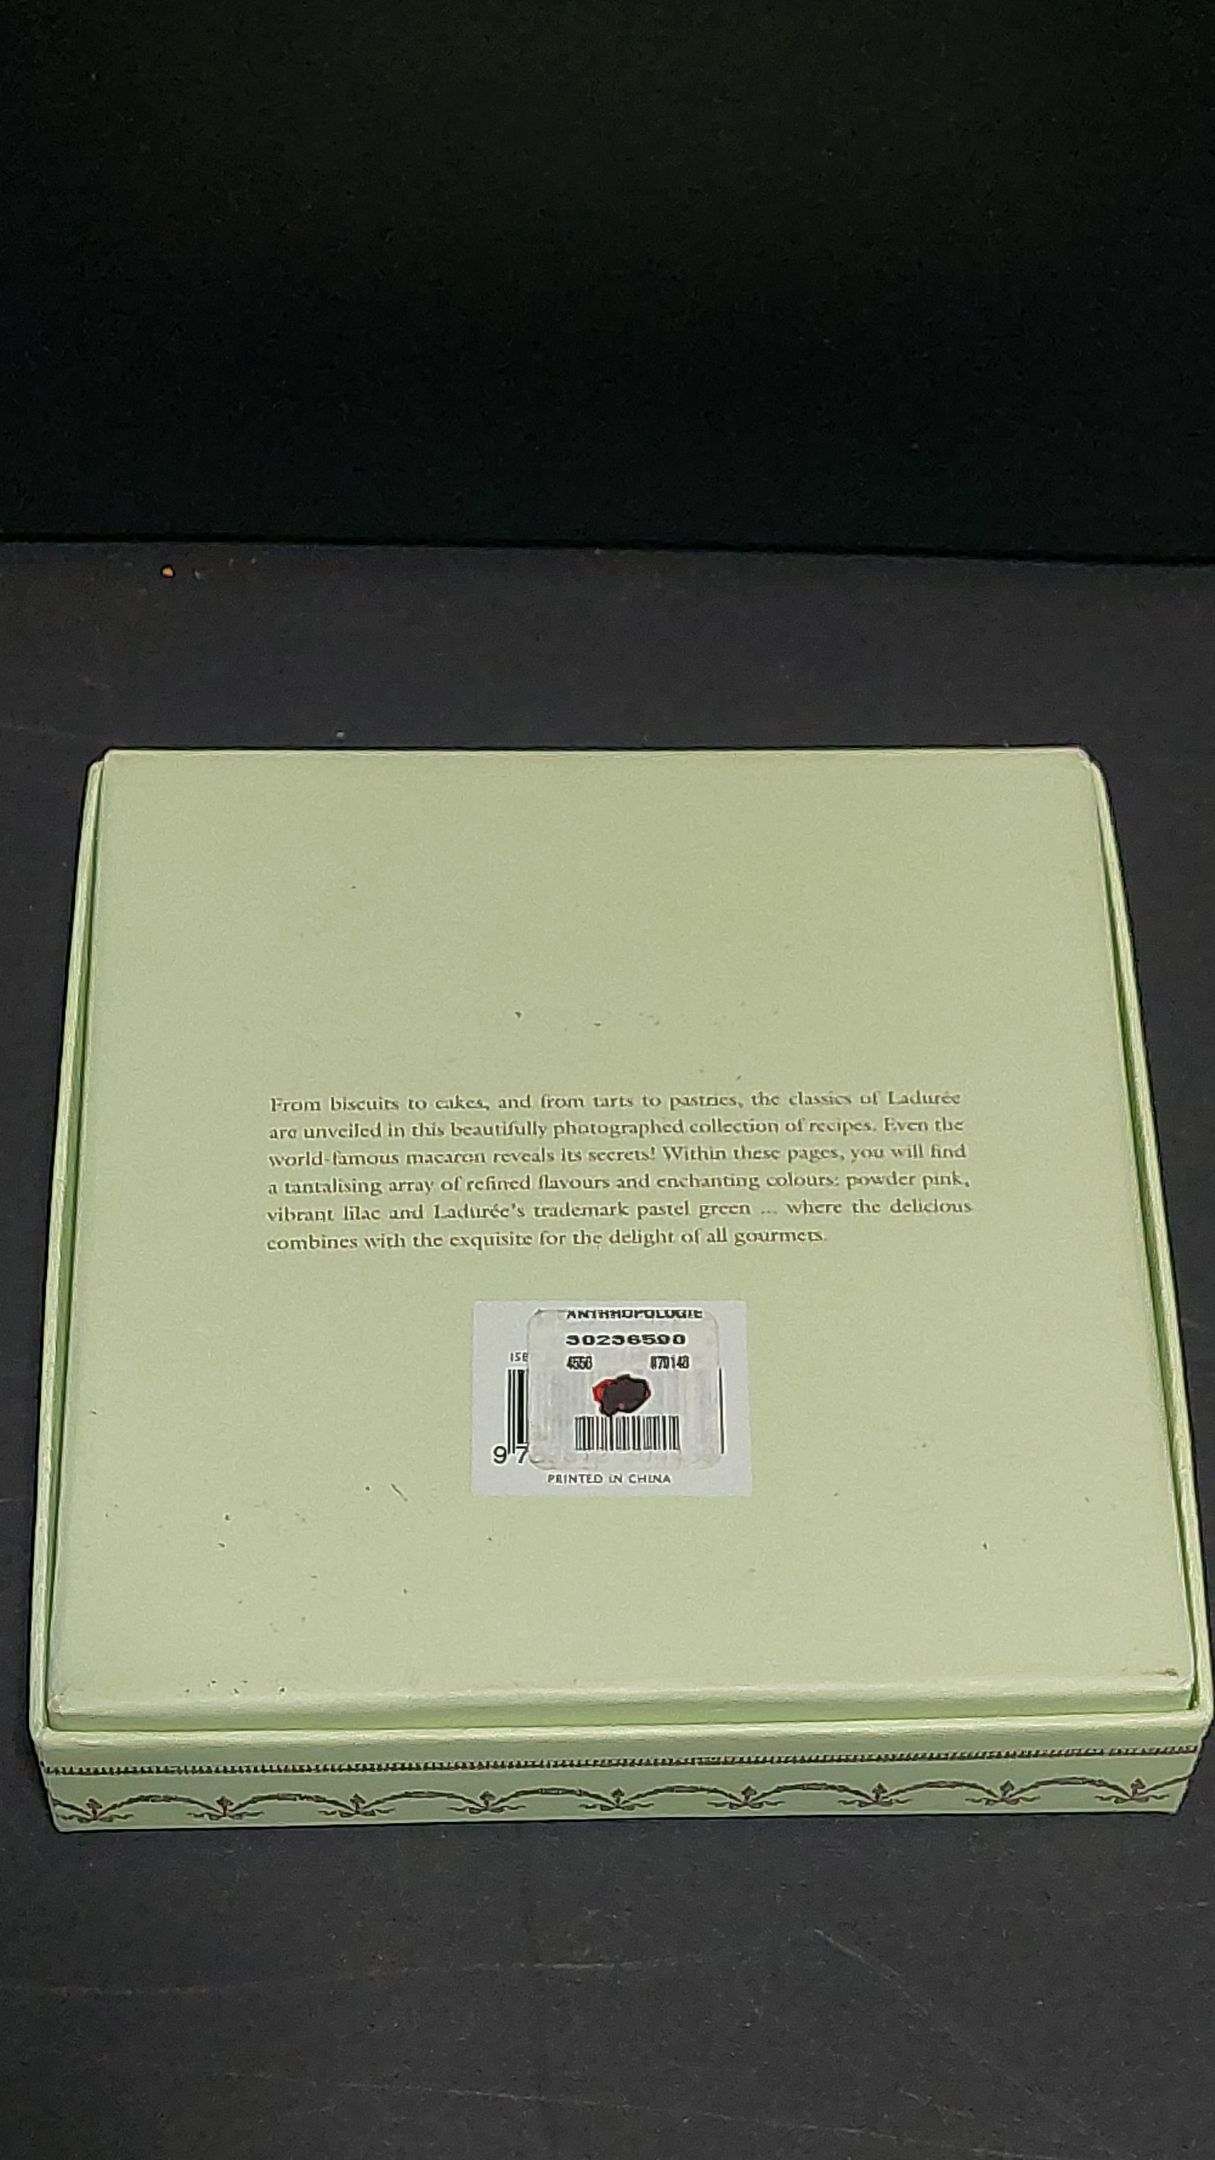 From biscuits to cakes, and from tarts to pastries, the classics of Ladurée
are unveiled in this beautifully photographed collection of recipes. Even the
world-famous macaron reveals its secrets! Within these pages, you will find
a tantalising array of refined flavours and enchanting colours: powder pink,
vibrant lilac and Ladurée's trademark pastel green ... where the delicious
combines with the exquisite for the delight of all gourmets.
ANTHROPOLOGIE
30236590
4556 870140
9 7
PRINTED IN CHINA